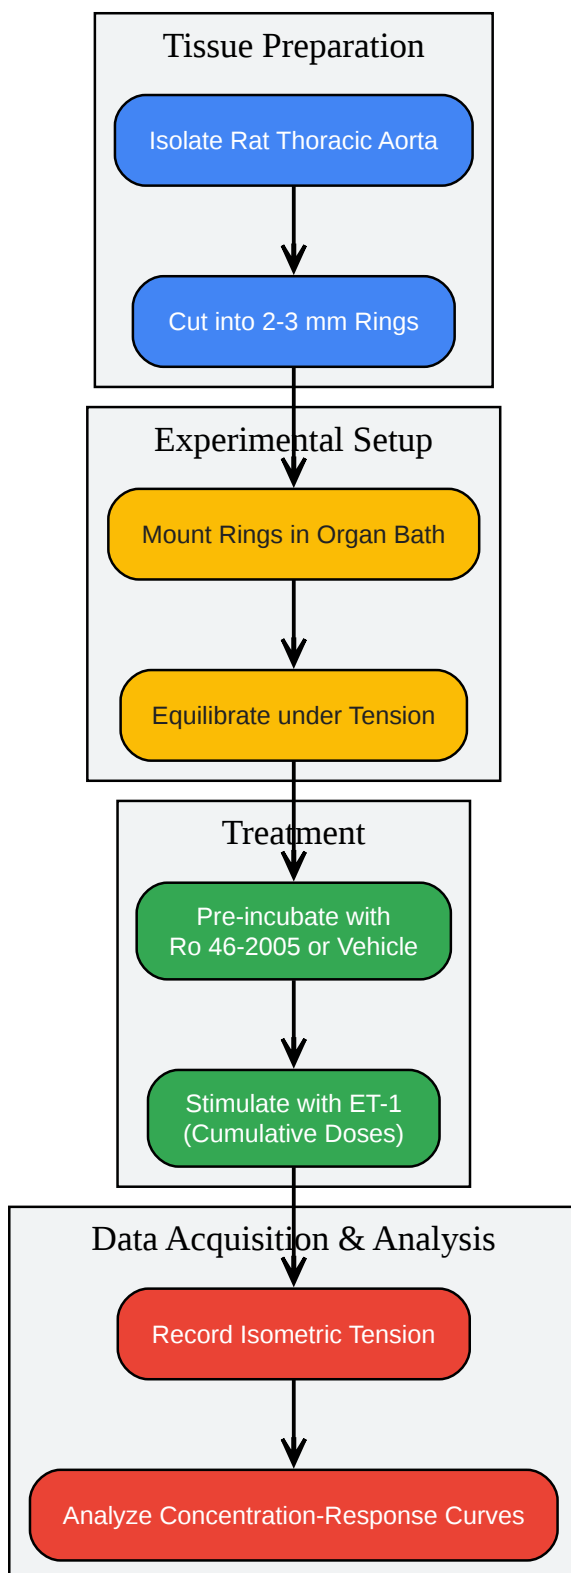 Tissue Preparation
Isolate Rat Thoracic Aorta
Cut into 2-3 mm Rings
Experimental Setup
Mount Rings in Organ Bath
Equilibrate under Tension
Treatment
Pre-incubate with
Ro 46-2005 or Vehicle
Stimulate with ET-1
(Cumulative Doses)
Data Acquisition & Analysis
Record Isometric Tension
Analyze Concentration-Response Curves